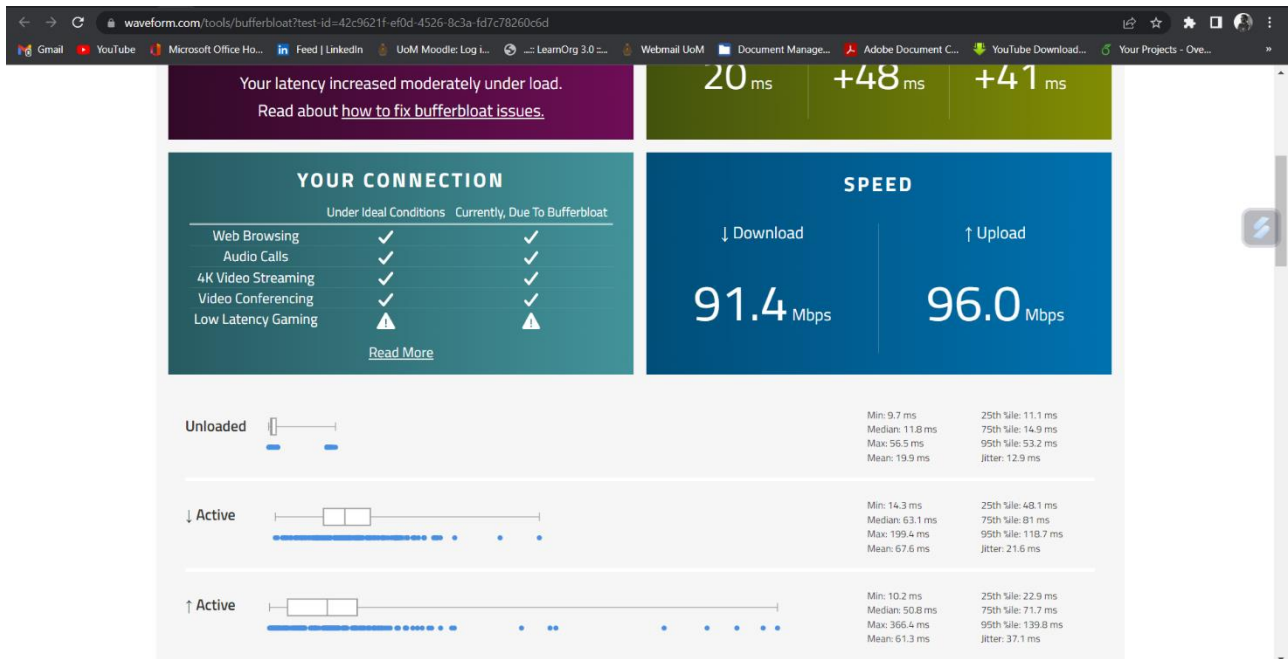 waveform.com/tools/bufferbloat?test-id=42c9621f-ef0d-4526-8c3a-fd7c78260c6d
Gmail YouTube Microsoft Office Ho... Feed | LinkedIn UoM Moodle: Log i... ...:: LearnOrg 3.0 ::... Webmail UoM Document Manage... Adobe Document C... YouTube Download... Your Projects - Ove... »
Your latency increased moderately under load.
Read about how to fix bufferbloat issues.
20 ms +48 ms +41 ms
YOUR CONNECTION
Under Ideal Conditions Currently, Due To Bufferbloat
Web Browsing
Audio Calls
4K Video Streaming
Video Conferencing
Low Latency Gaming
Read More
SPEED
↓ Download ↑ Upload
91.4 Mbps 96.0 Mbps
Unloaded
Min: 9.7 ms 25th %ile: 11.1 ms
Median: 11.8 ms 75th %ile: 14.9 ms
Max: 56.5 ms 95th %ile: 53.2 ms
Mean: 19.9 ms Jitter: 12.9 ms
↓ Active
Min: 14.3 ms 25th %ile: 48.1 ms
Median: 63.1 ms 75th %ile: 81 ms
Max: 199.4 ms 95th %ile: 118.7 ms
Mean: 67.6 ms Jitter: 21.6 ms
↑ Active
Min: 10.2 ms 25th %ile: 22.9 ms
Median: 50.8 ms 75th %ile: 71.7 ms
Max: 366.4 ms 95th %ile: 139.8 ms
Mean: 61.3 ms Jitter: 37.1 ms